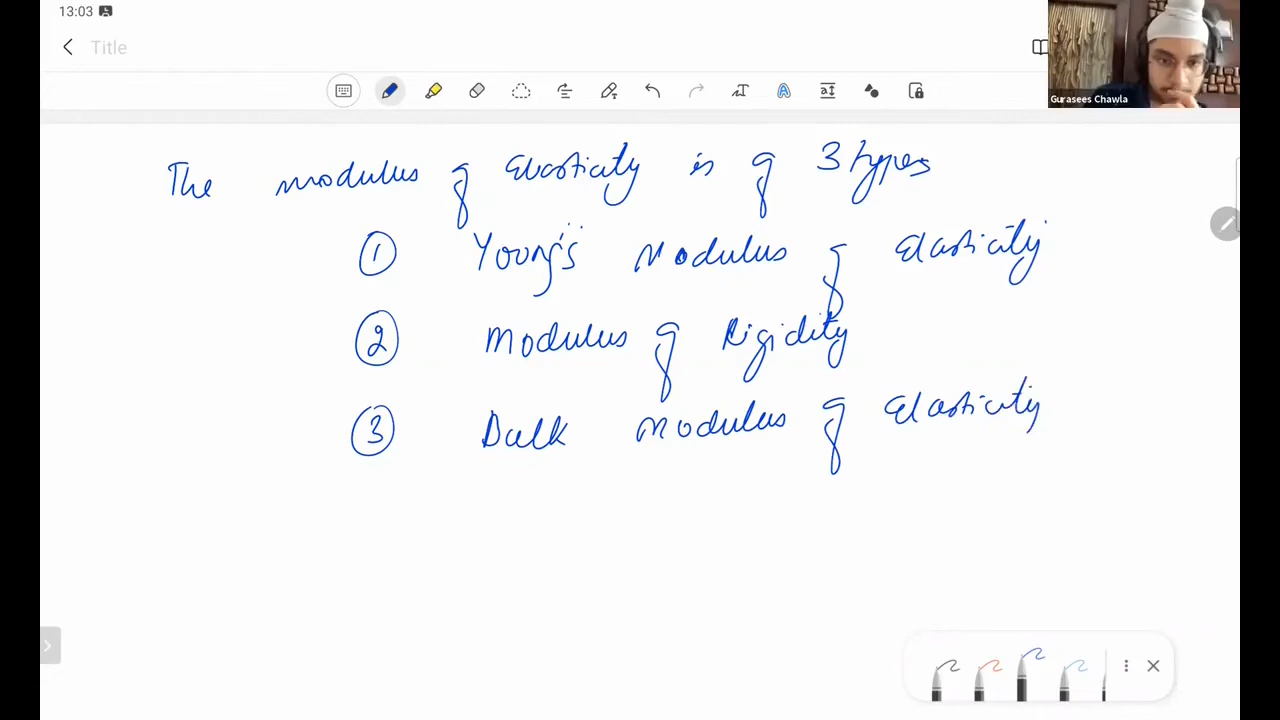 13:03
Title
Gurasees Chawla
The modulus of Elasticity is of 3 types
① Young's Modulus of Elasticity
② Modulus of Rigidity
③ Bulk Modulus of Elasticity